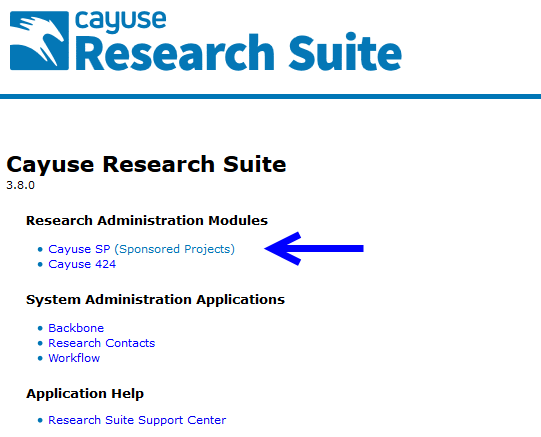 cayuse
Research Suite
Cayuse Research Suite
3.8.0
Research Administration Modules
Cayuse SP (Sponsored Projects)
Cayuse 424
System Administration Applications
Backbone
Research Contacts
Workflow
Application Help
Research Suite Support Center